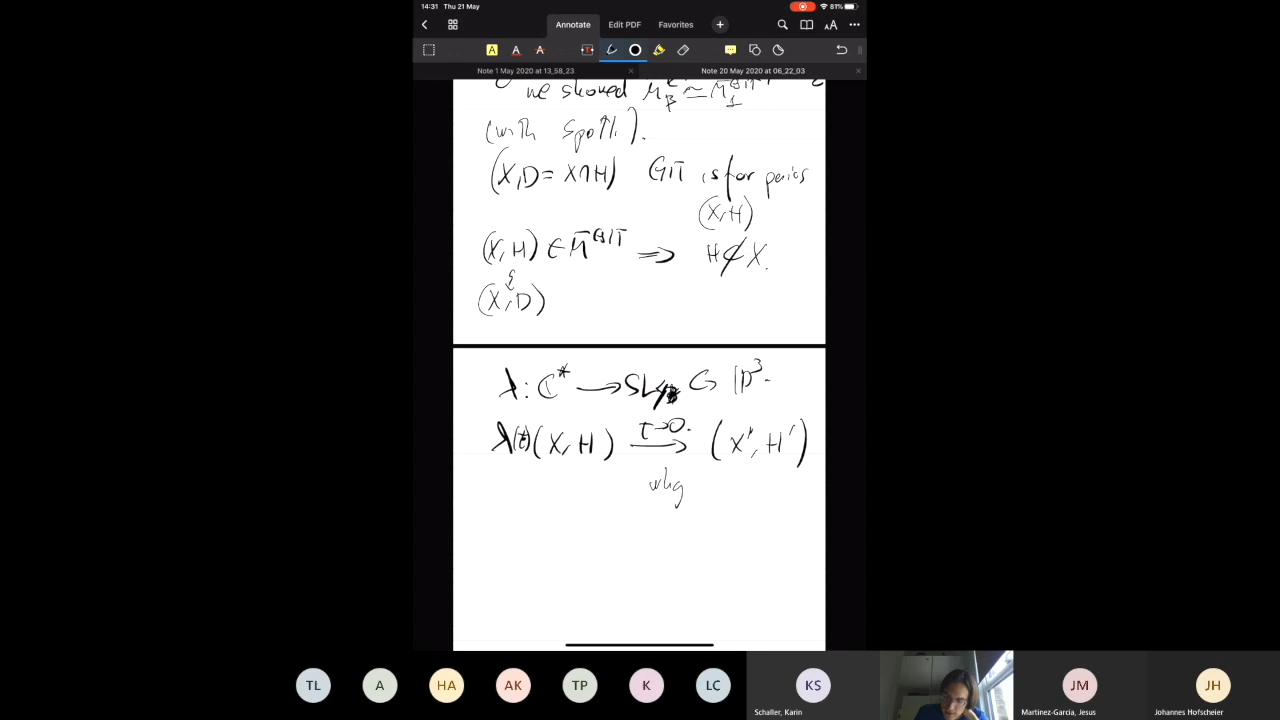 14:31 Thu 21 May
81%
Annotate Edit PDF Favorites
Note 1 May 2020 at 13_58_23
Note 20 May 2020 at 06_22_03
we showed
(with Spotti).
(X, D = X∩H) GIT is for pairs
(X, H)
(X, H) ∈ M̄^GIT ⟹ H ⊄ X.
(X, D)
λ: ℂ* → SL ↷ ℙ³.
λ(t)(X, H) t→0. (X', H')
wlog
TL A HA AK TP K LC KS JM JH
Schaller, Karin
Martinez-Garcia, Jesus
Johannes Hofscheier